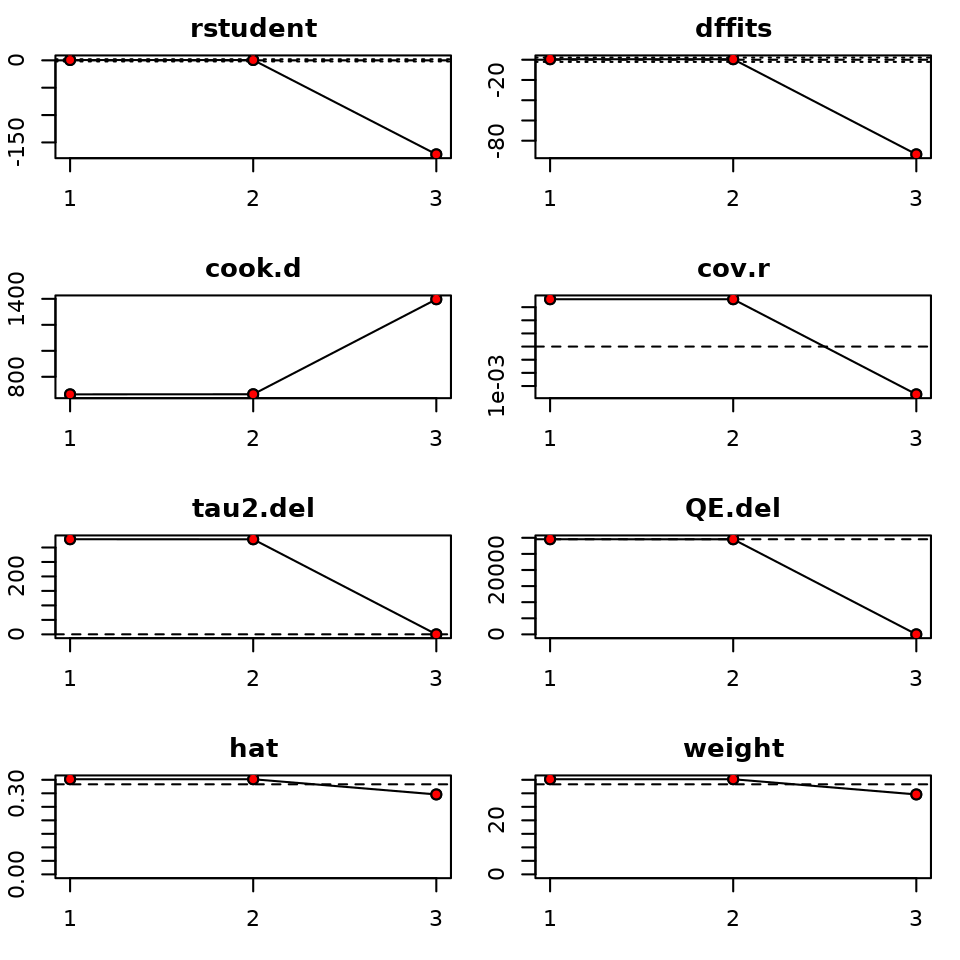 rstudent
0
-150
1 2 3
dffits
-20
-80
1 2 3
cook.d
1400
800
1 2 3
cov.r
1e-03
1 2 3
tau2.del
200
0
1 2 3
QE.del
20000
0
1 2 3
hat
0.30
0.00
1 2 3
weight
20
0
1 2 3